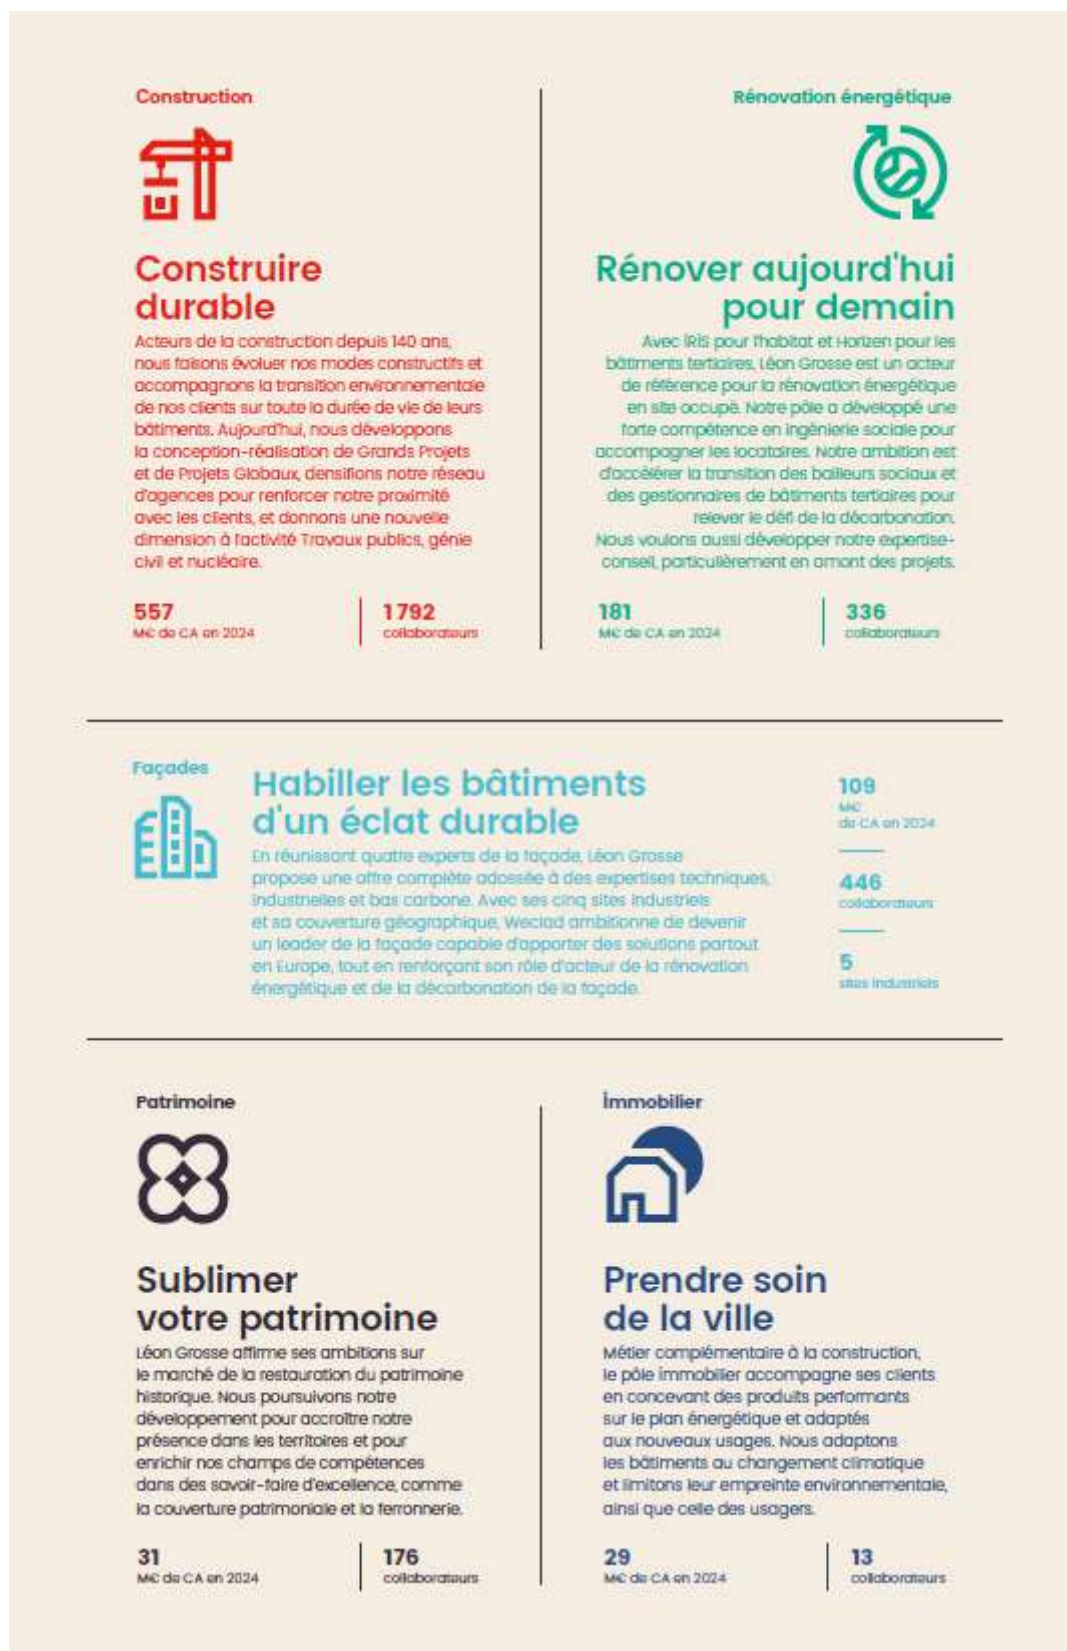 Construction
Construire
durable
Acteurs de la construction depuis 140 ans,
nous faisons évoluer nos modes constructifs et
accompagnons la transition environnementale
de nos clients sur toute la durée de vie de leurs
bâtiments. Aujourd'hui, nous développons
la conception-réalisation de Grands Projets
et de Projets Globaux, densifions notre réseau
d'agences pour renforcer notre proximité
avec les clients, et donnons une nouvelle
dimension à l'activité Travaux publics, génie
civil et nucléaire.
557
M€ de CA en 2024
1 792
collaborateurs
Rénovation énergétique
Rénover aujourd'hui
pour demain
Avec İRİS pour l'habitat et Horizen pour les
bâtiments tertiaires, Léon Grosse est un acteur
de référence pour la rénovation énergétique
en site occupé. Notre pôle a développé une
forte compétence en ingénierie sociale pour
accompagner les locataires. Notre ambition est
d'accélérer la transition des bailleurs sociaux et
des gestionnaires de bâtiments tertiaires pour
relever le défi de la décarbonation.
Nous voulons aussi développer notre expertise-
conseil, particulièrement en amont des projets.
181
M€ de CA en 2024
336
collaborateurs
Façades
Habiller les bâtiments
d'un éclat durable
En réunissant quatre experts de la façade, Léon Grosse
propose une offre complète adossée à des expertises techniques,
industrielles et bas carbone. Avec ses cinq sites industriels
et sa couverture géographique, Weclad ambitionne de devenir
un leader de la façade capable d'apporter des solutions partout
en Europe, tout en renforçant son rôle d'acteur de la rénovation
énergétique et de la décarbonation de la façade.
109
M€
de CA en 2024
446
collaborateurs
5
sites industriels
Patrimoine
Sublimer
votre patrimoine
Léon Grosse affirme ses ambitions sur
le marché de la restauration du patrimoine
historique. Nous poursuivons notre
développement pour accroître notre
présence dans les territoires et pour
enrichir nos champs de compétences
dans des savoir-faire d'excellence, comme
la couverture patrimoniale et la ferronnerie.
31
M€ de CA en 2024
176
collaborateurs
İmmobilier
Prendre soin
de la ville
Métier complémentaire à la construction,
le pôle immobilier accompagne ses clients
en concevant des produits performants
sur le plan énergétique et adaptés
aux nouveaux usages. Nous adaptons
les bâtiments au changement climatique
et limitons leur empreinte environnementale,
ainsi que celle des usagers.
29
M€ de CA en 2024
13
collaborateurs